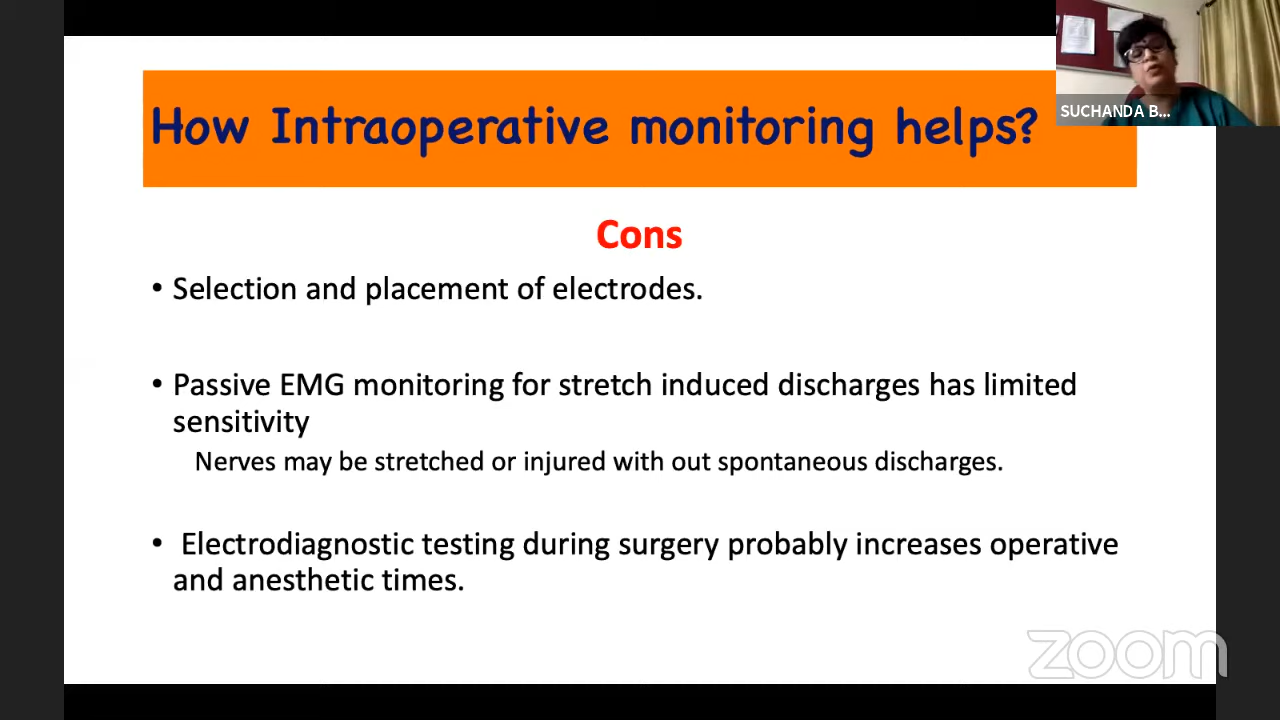 How Intraoperative monitoring helps?
SUCHANDA B...
Cons
• Selection and placement of electrodes.
• Passive EMG monitoring for stretch induced discharges has limited
sensitivity
Nerves may be stretched or injured with out spontaneous discharges.
• Electrodiagnostic testing during surgery probably increases operative
and anesthetic times.
zoom